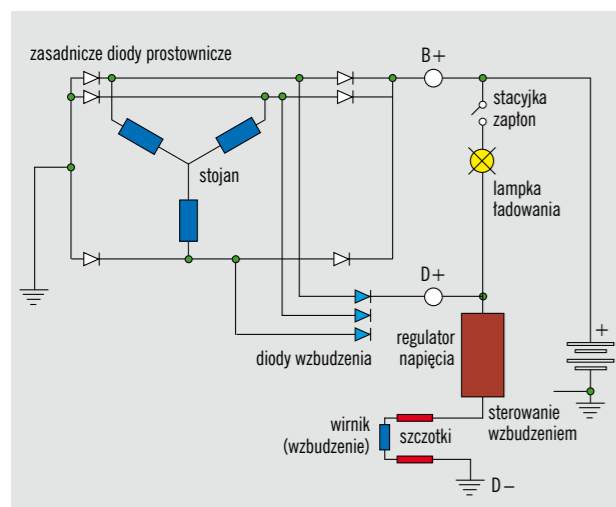 zasadnicze diody prostownicze
B+
stacyjka
zapłon
stojan
lampka
ładowania
D+
diody wzbudzenia
regulator
napięcia
+
wirnik
(wzbudzenie)
szczotki
sterowanie
wzbudzeniem
D–